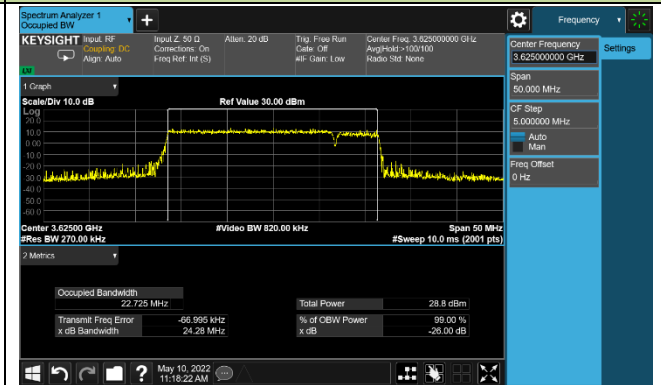 Spectrum Analyzer 1
Occupied BW
+
Frequency
KEYSIGHT
Input: RF
Coupling: DC
Align: Auto
Input Z: 50 Ω
Corrections: On
Freq Ref: Int (S)
Atten: 20 dB
Trig: Free Run
Gate: Off
#IF Gain: Low
Center Freq: 3.625000000 GHz
Avg|Hold:>100/100
Radio Std: None
Center Frequency
3.625000000 GHz
Settings
Span
50.000 MHz
CF Step
5.000000 MHz
Auto
Man
Freq Offset
0 Hz
1 Graph
Scale/Div 10.0 dB
Ref Value 30.00 dBm
Log
20.0
10.0
0.00
-10.0
-20.0
-30.0
-40.0
-50.0
-60.0
Center 3.62500 GHz
#Video BW 820.00 kHz
Span 50 MHz
#Res BW 270.00 kHz
#Sweep 10.0 ms (2001 pts)
2 Metrics
Occupied Bandwidth
22.725 MHz
Total Power 28.8 dBm
Transmit Freq Error -66.995 kHz
% of OBW Power 99.00 %
x dB Bandwidth 24.28 MHz
x dB -26.00 dB
?
May 10, 2022
11:18:22 AM